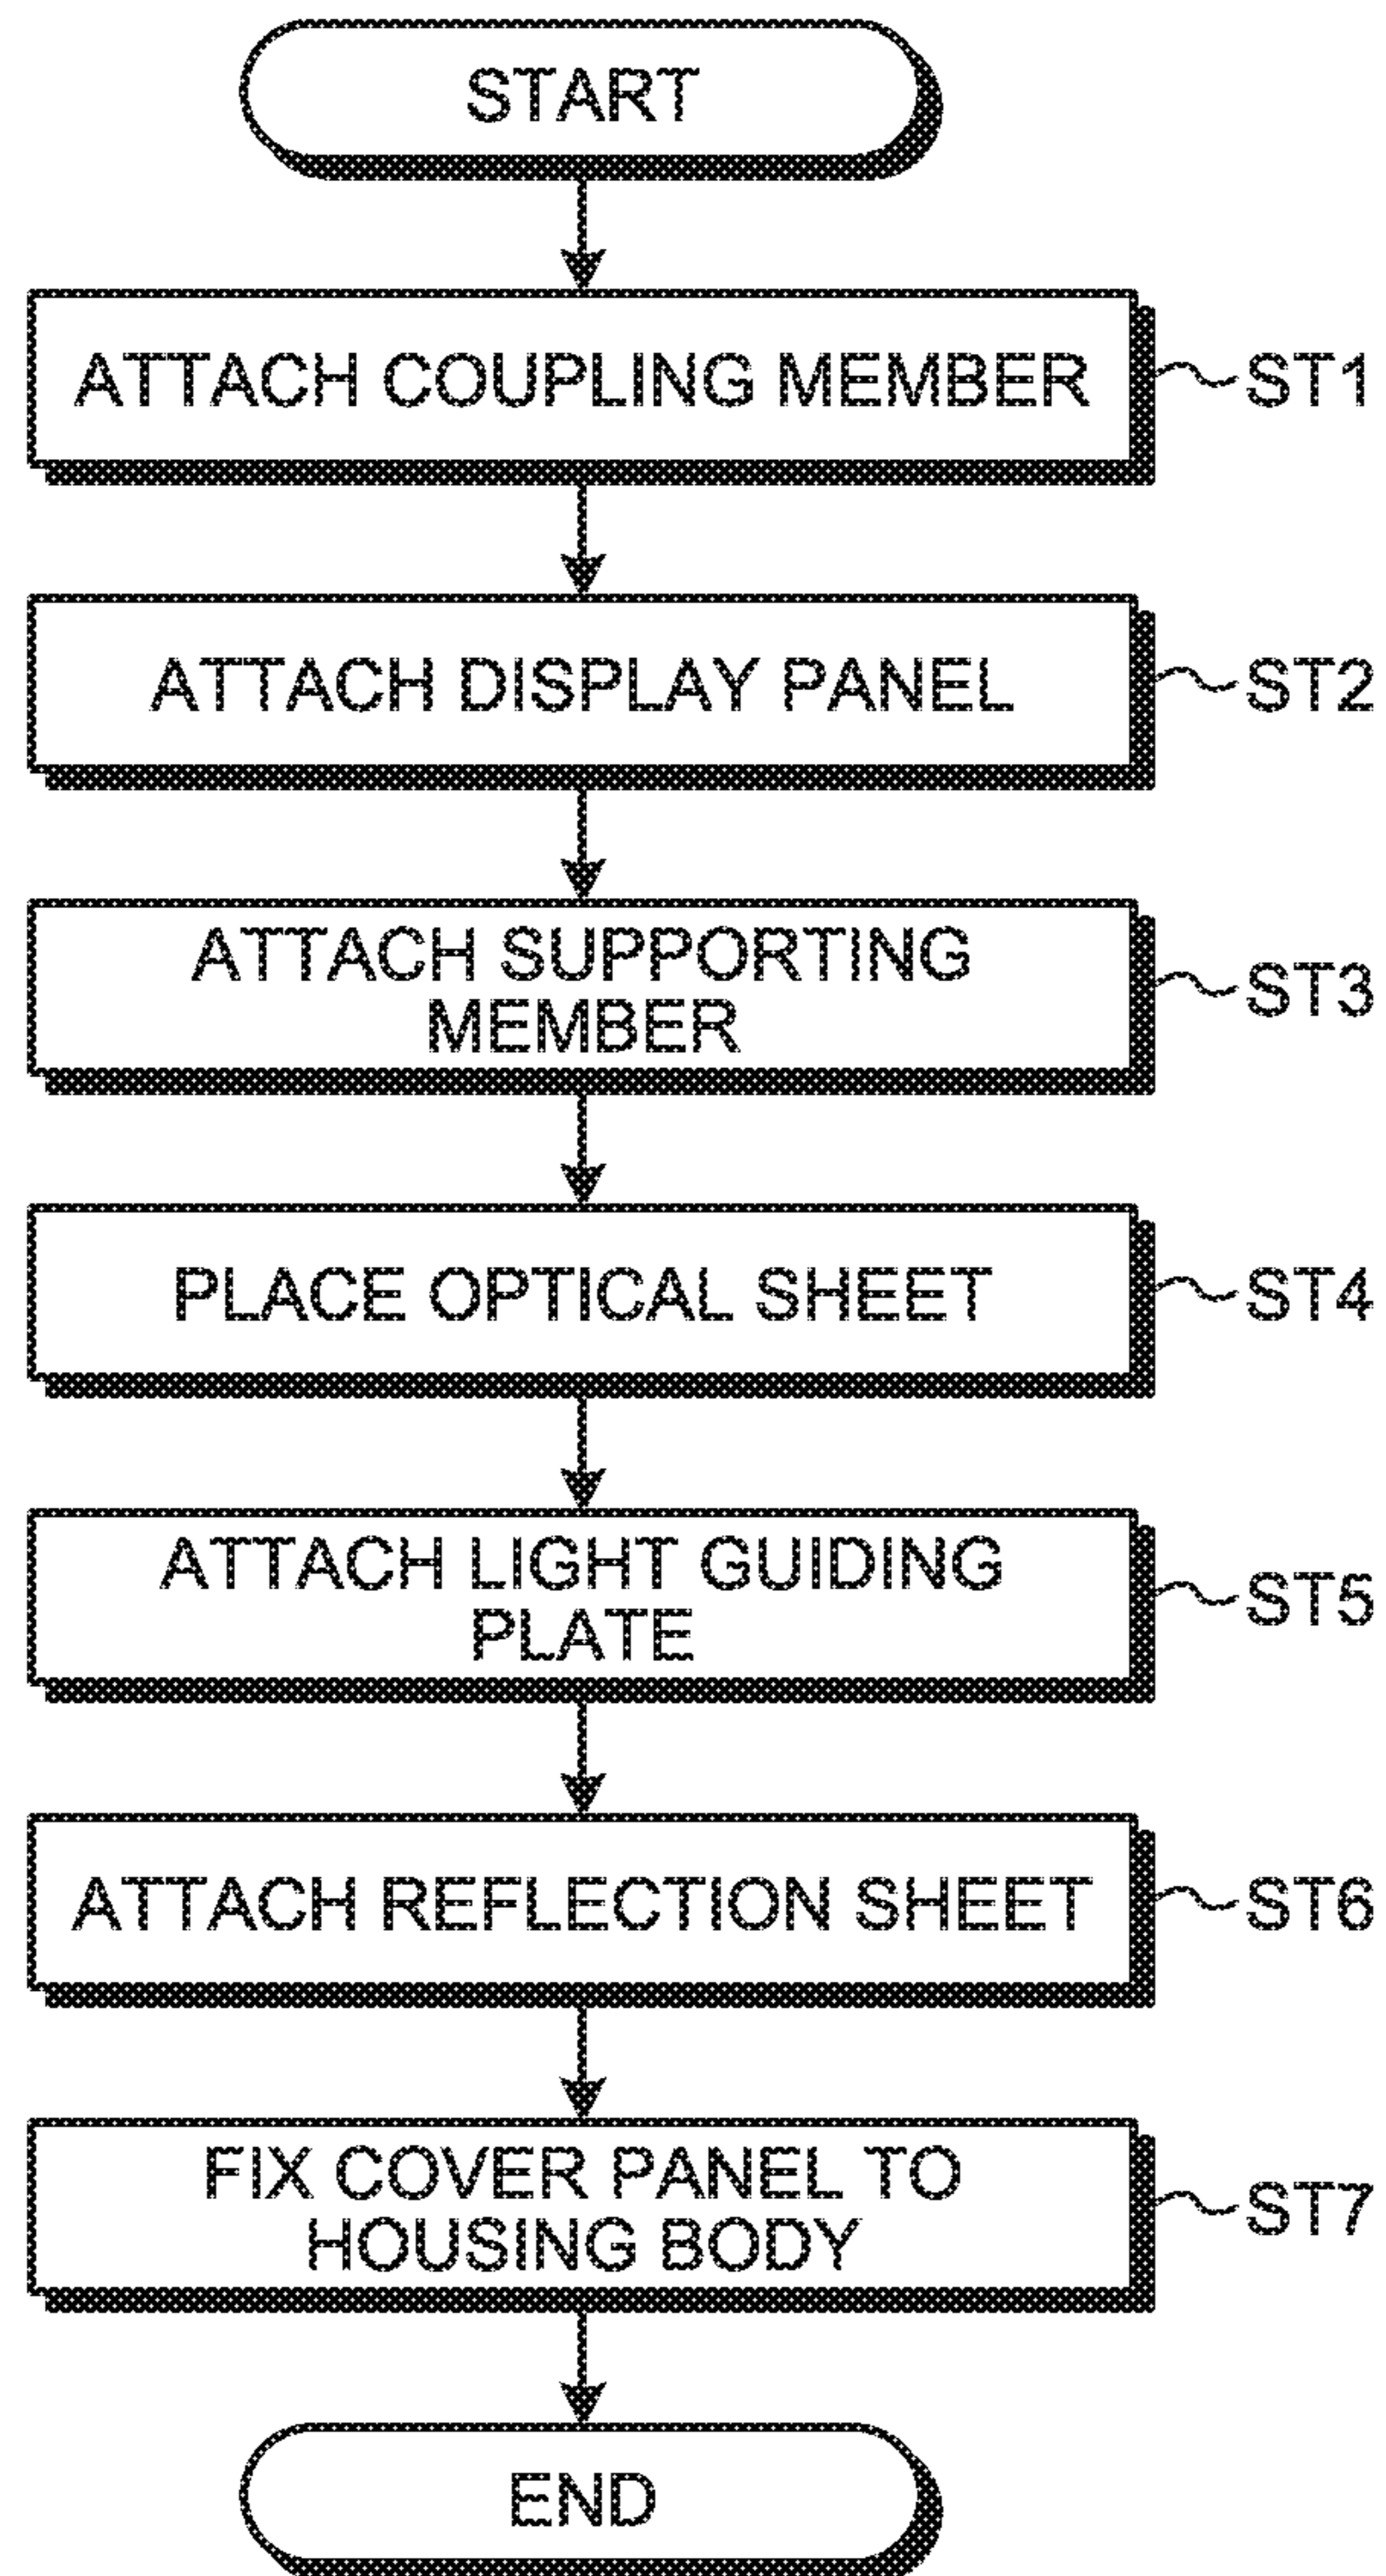 START
ATTACH COUPLING MEMBER
ST1
ATTACH DISPLAY PANEL
ST2
ATTACH SUPPORTING
MEMBER
ST3
PLACE OPTICAL SHEET
ST4
ATTACH LIGHT GUIDING
PLATE
ST5
ATTACH REFLECTION SHEET
ST6
FIX COVER PANEL TO
HOUSING BODY
ST7
END